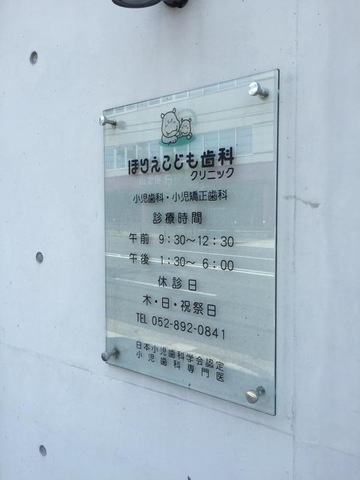 ほりえこども歯科
クリニック
小児歯科・小児矯正歯科
診療時間
午前 9:30～12:30
午後 1:30～ 6:00
休診日
木・日・祝祭日
TEL 052-892-0841
日本小児歯科学会認定
小児歯科専門医